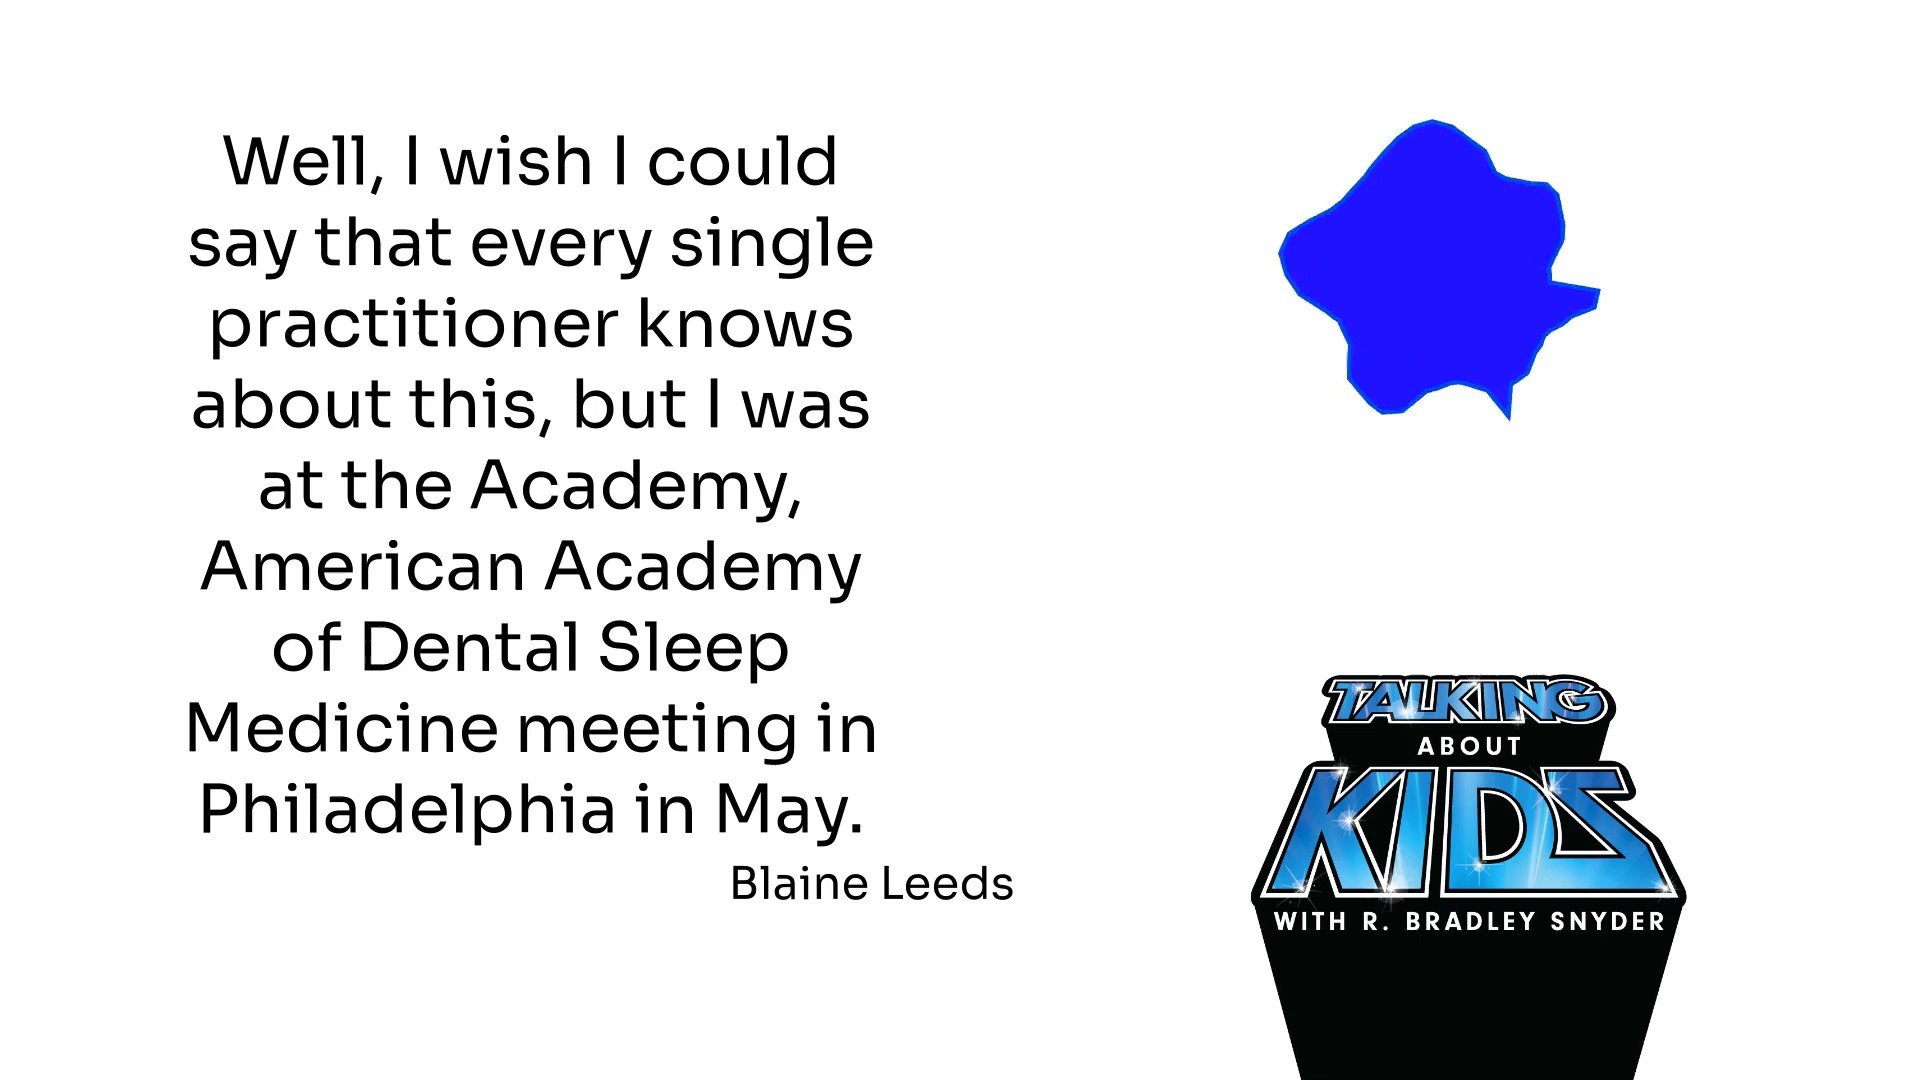 Well, I wish I could
say that every single
practitioner knows
about this, but I was
at the Academy,
American Academy
of Dental Sleep
Medicine meeting in
Philadelphia in May.
Blaine Leeds
TALKING
ABOUT
KIDS
WITH R. BRADLEY SNYDER